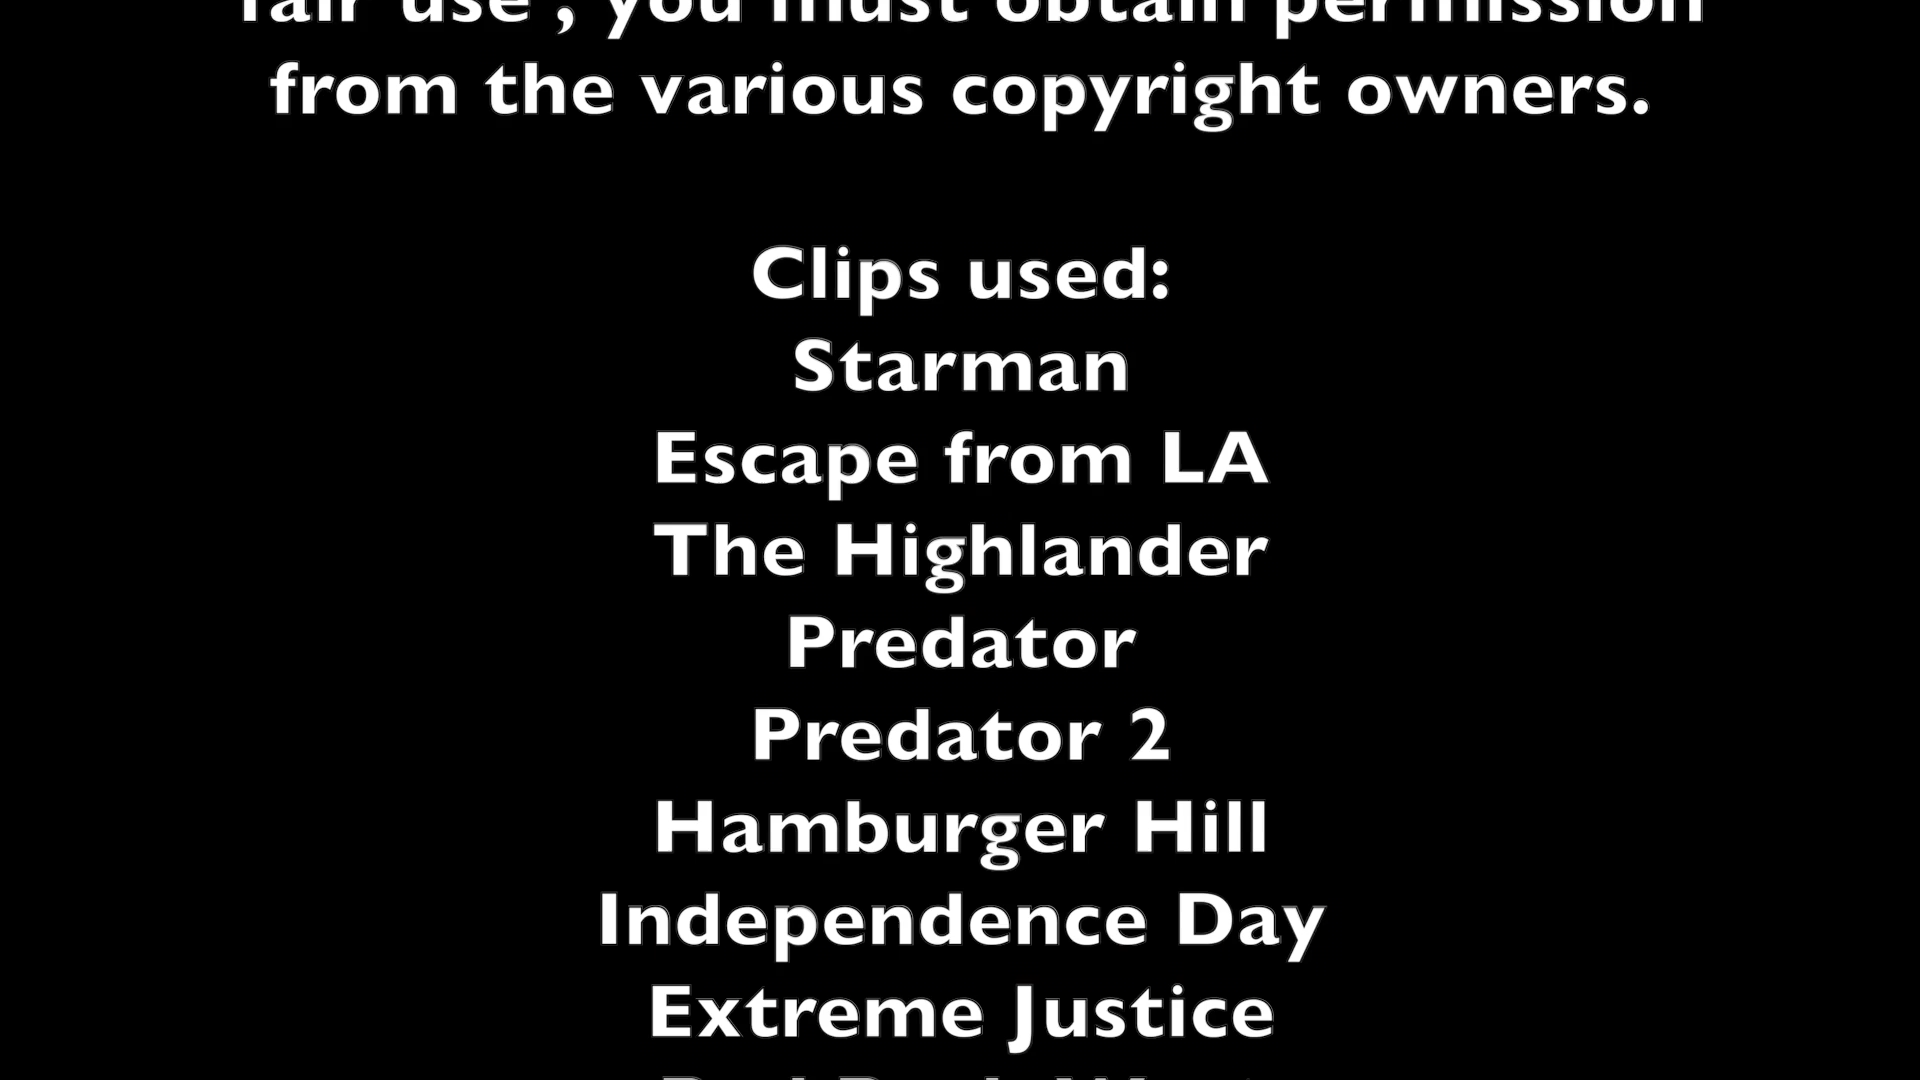 fair use', you must obtain permission
from the various copyright owners.
Clips used:
Starman
Escape from LA
The Highlander
Predator
Predator 2
Hamburger Hill
Independence Day
Extreme Justice